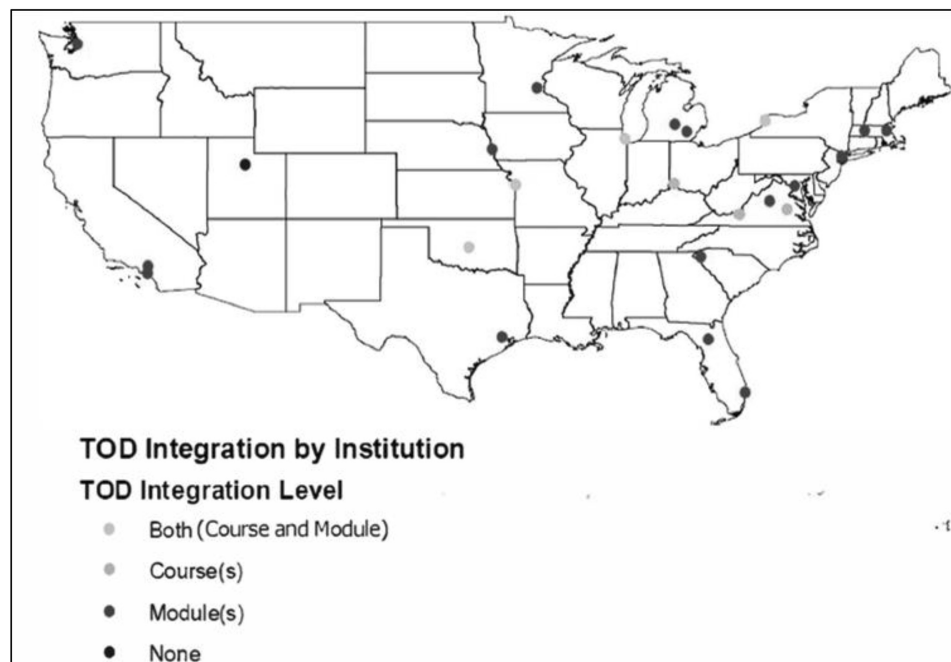 TOD Integration by Institution
TOD Integration Level
Both (Course and Module)
Course(s)
Module(s)
None